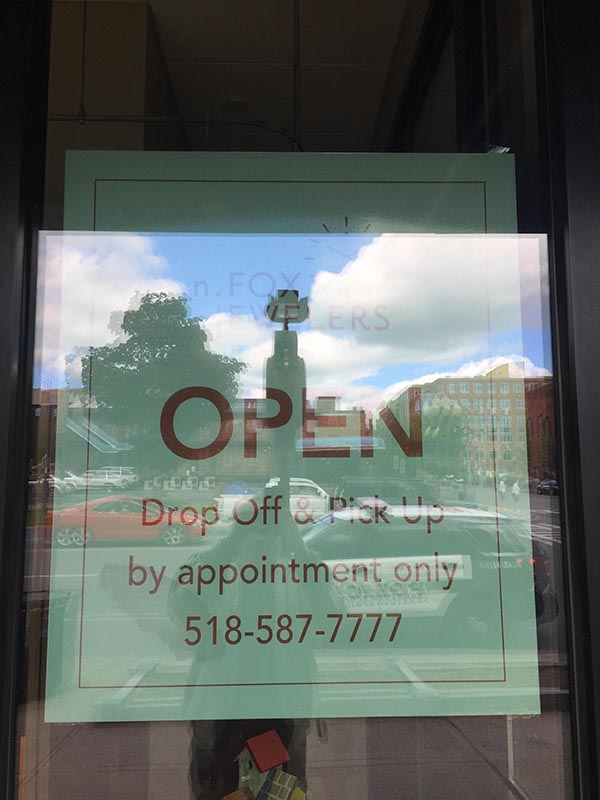 n.FOX
JEWELERS
OPEN
Drop Off & Pick Up
by appointment only
518-587-7777